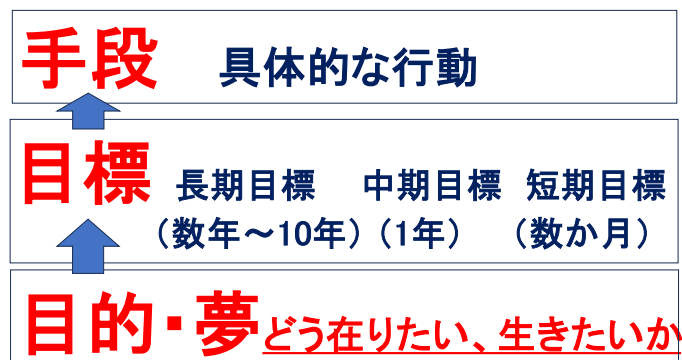 手段 具体的な行動
目標 長期目標 中期目標 短期目標
（数年～10年）（1年） （数か月）
目的・夢どう在りたい、生きたいか